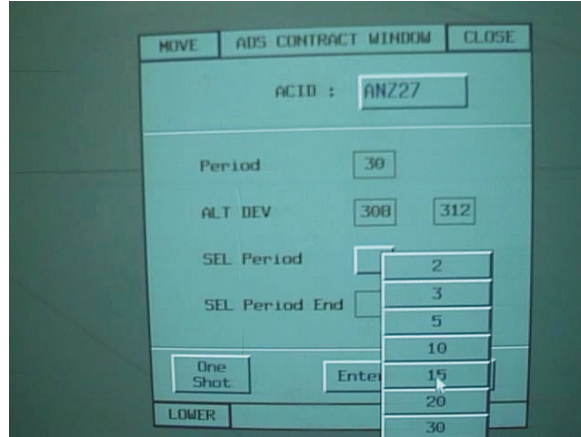 MOVE ADS CONTRACT WINDOW CLOSE
ACID : ANZ27
Period 30
ALT DEV 308 312
SEL Period
2
3
SEL Period End
5
10
One Shot
Enter 15
20
LOWER
30